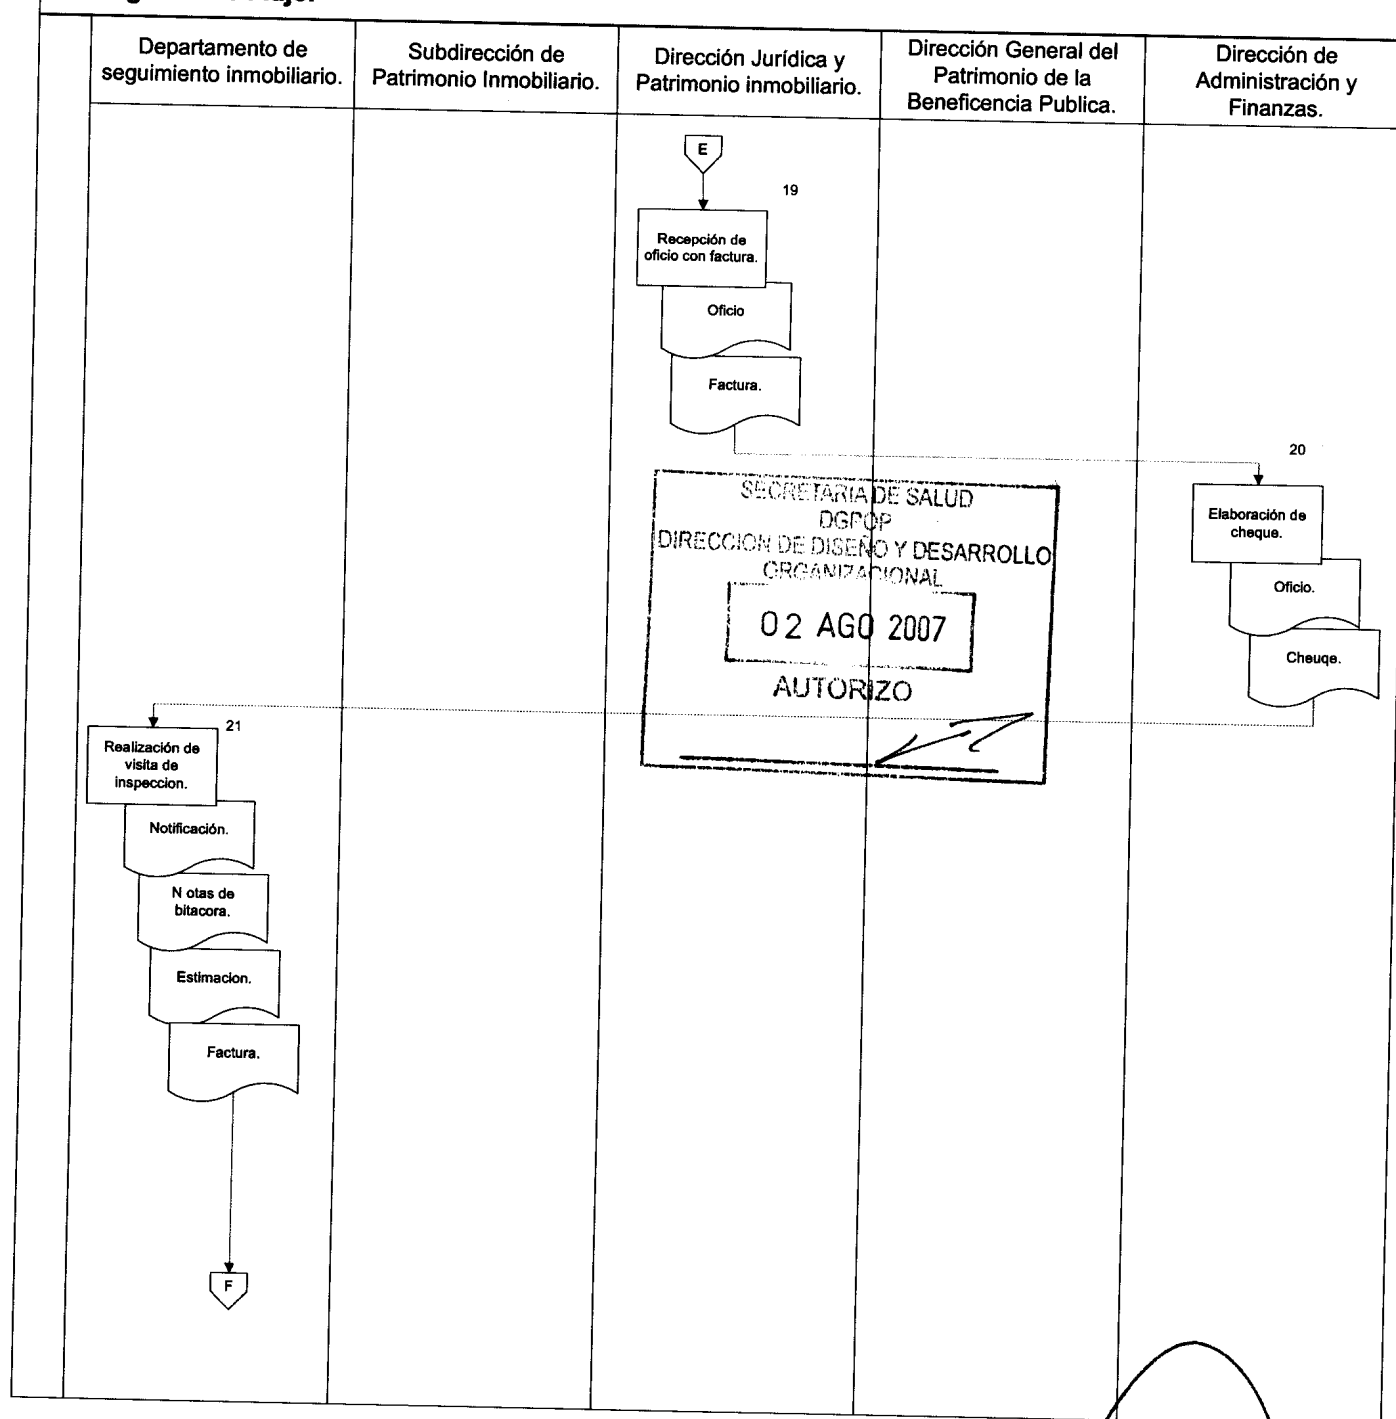 Departamento de
seguimiento inmobiliario.
Subdirección de
Patrimonio Inmobiliario.
Dirección Jurídica y
Patrimonio inmobiliario.
Dirección General del
Patrimonio de la
Beneficencia Publica.
Dirección de
Administración y
Finanzas.
E
19
Recepción de
oficio con factura.
Oficio
Factura.
20
Elaboración de
cheque.
Oficio.
Cheuqe.
SECRETARIA DE SALUD
DGPOP
DIRECCION DE DISEÑO Y DESARROLLO
ORGANIZACIONAL
02 AGO 2007
AUTORIZO
21
Realización de
visita de
inspeccion.
Notificación.
N otas de
bitacora.
Estimacion.
Factura.
F